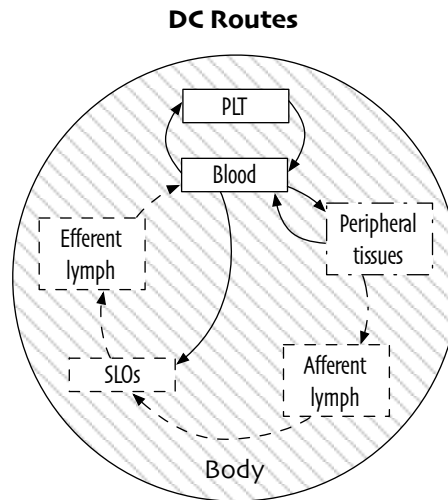 DC Routes
PLT
Blood
Efferent
lymph
Peripheral
tissues
SLOs
Afferent
lymph
Body